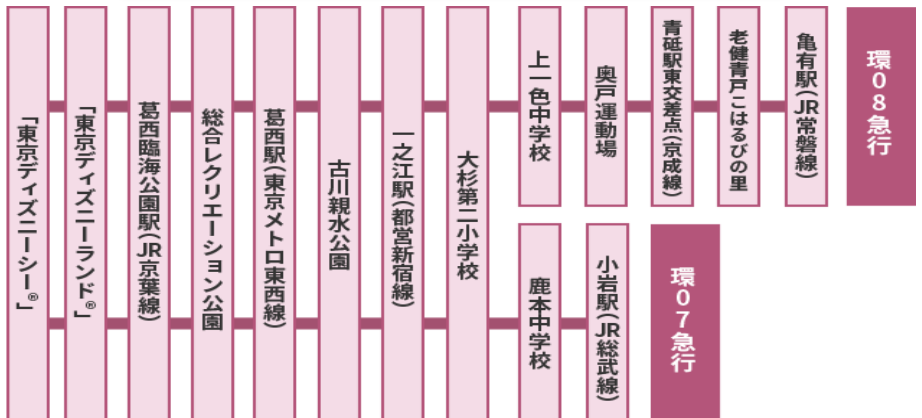 「東京ディズニーシー®」
「東京ディズニーランド®」
葛西臨海公園駅(JR京葉線)
総合レクリエーション公園
葛西駅(東京メトロ東西線)
古川親水公園
一之江駅(都営新宿線)
大杉第二小学校
上一色中学校
奥戸運動場
青砥駅東交差点(京成線)
老健青戸こはるびの里
亀有駅(JR常磐線)
環08急行
鹿本中学校
小岩駅(JR総武線)
環07急行